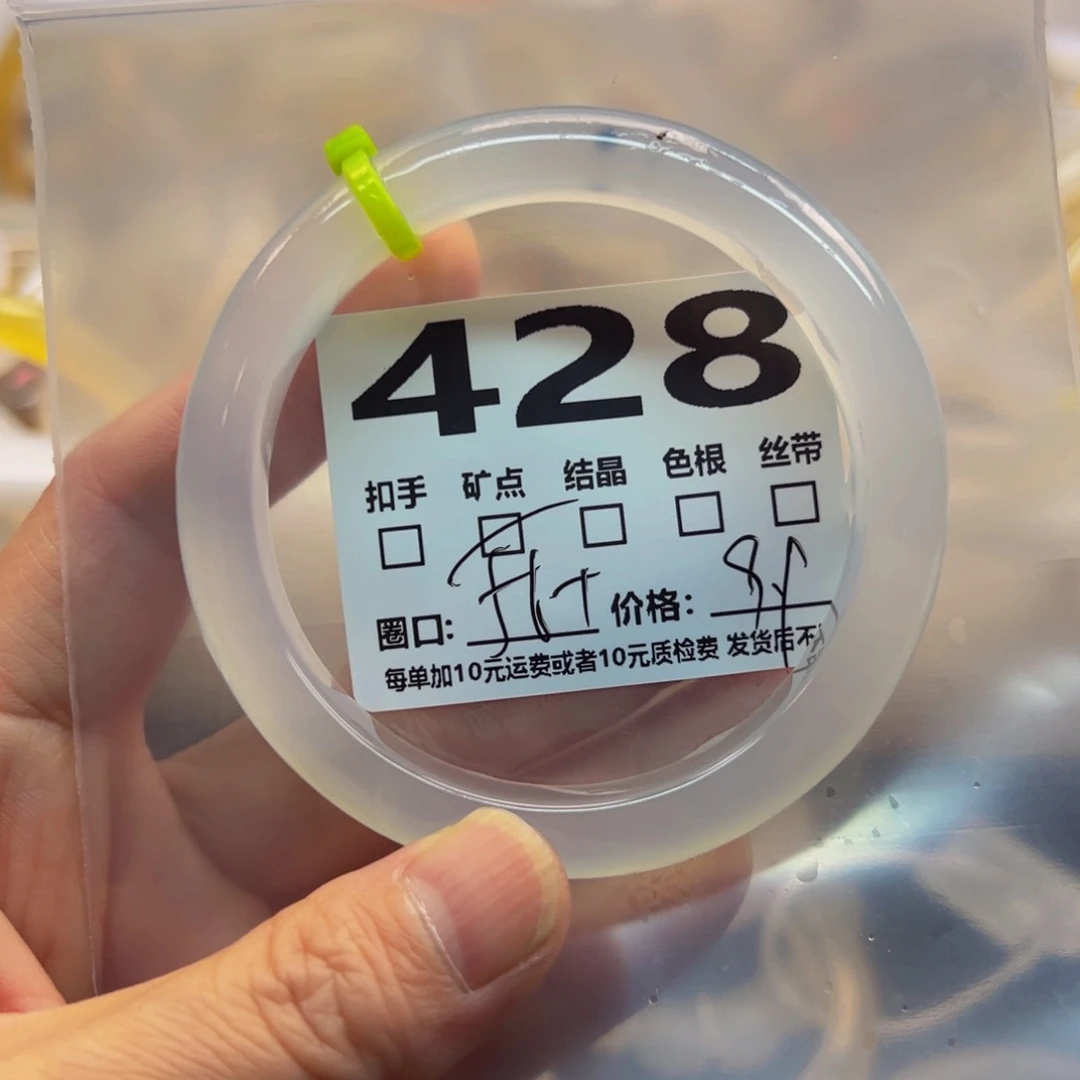 428
扣手 矿点 结晶 色根 丝带
圈口: 价格:
每单加10元运费或者10元质检费 发货后不